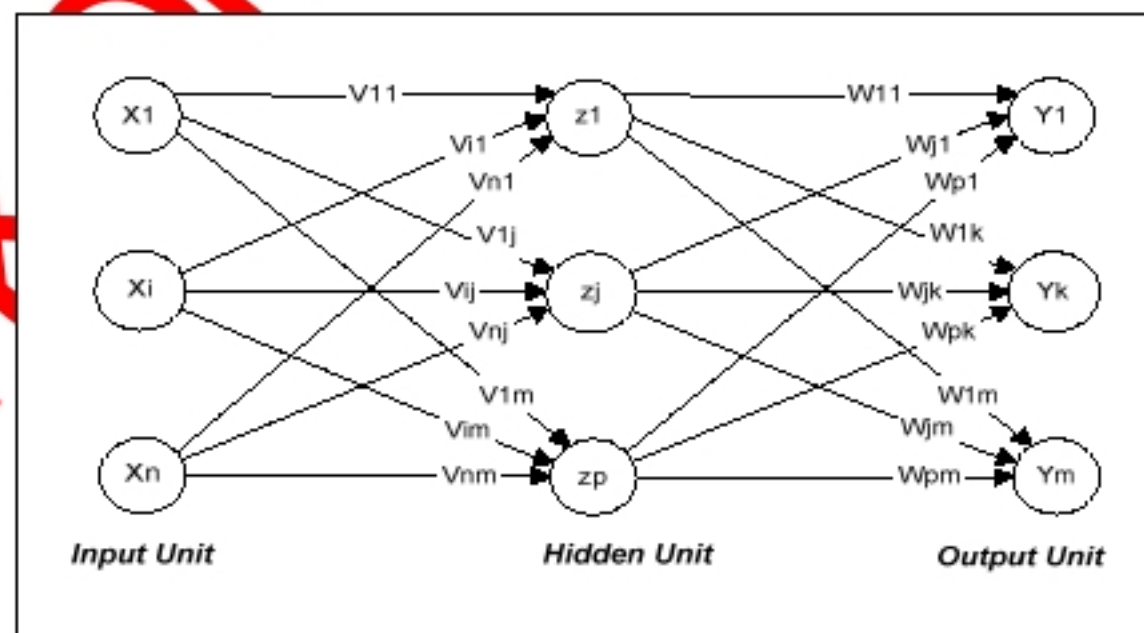 X1 V11 z1 W11 Y1
Vi1 Wj1
Vn1 Wp1
V1j W1k
Xi Vij zj Wjk Yk
Vnj Wpk
V1m W1m
Vim Wjm
Xn Vnm zp Wpm Ym
Input Unit Hidden Unit Output Unit